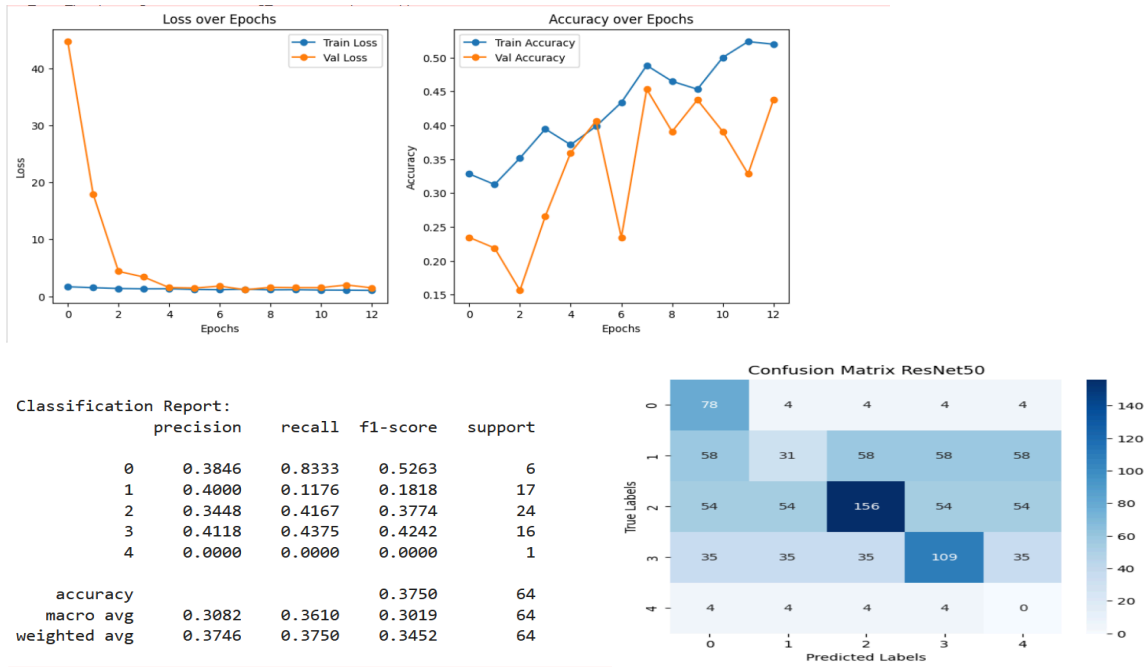 Loss over Epochs
Train Loss
Val Loss
40
30
20
10
0
Loss
0 2 4 6 8 10 12
Epochs
Accuracy over Epochs
Train Accuracy
Val Accuracy
0.50
0.45
0.40
0.35
0.30
0.25
0.20
0.15
Accuracy
0 2 4 6 8 10 12
Epochs
Classification Report:
precision recall f1-score support
0 0.3846 0.8333 0.5263 6
1 0.4000 0.1176 0.1818 17
2 0.3448 0.4167 0.3774 24
3 0.4118 0.4375 0.4242 16
4 0.0000 0.0000 0.0000 1
accuracy 0.3750 64
macro avg 0.3082 0.3610 0.3019 64
weighted avg 0.3746 0.3750 0.3452 64
Confusion Matrix ResNet50
True Labels
0 78 4 4 4 4
1 58 31 58 58 58
2 54 54 156 54 54
3 35 35 35 109 35
4 4 4 4 4 0
0 1 2 3 4
Predicted Labels
140
120
100
80
60
40
20
0